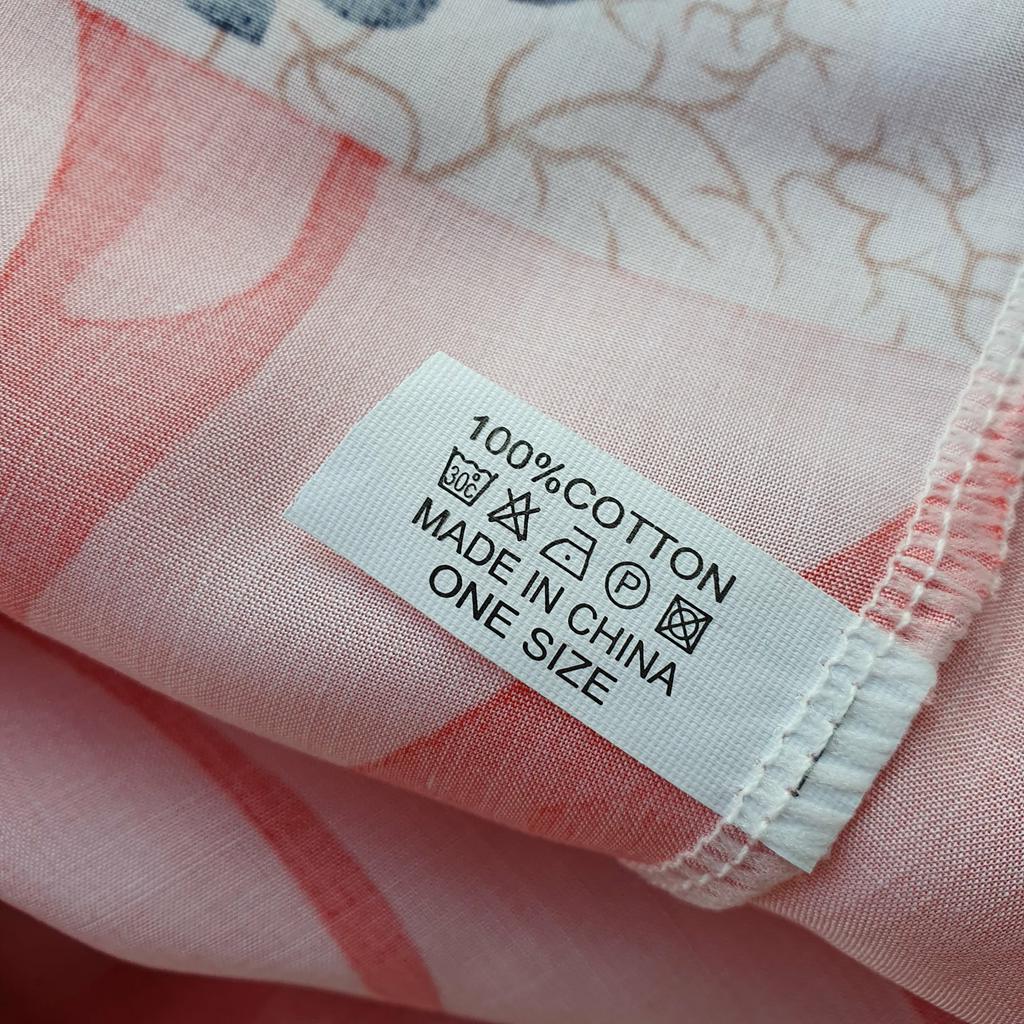 100%COTTON
30°C P
MADE IN CHINA
ONE SIZE